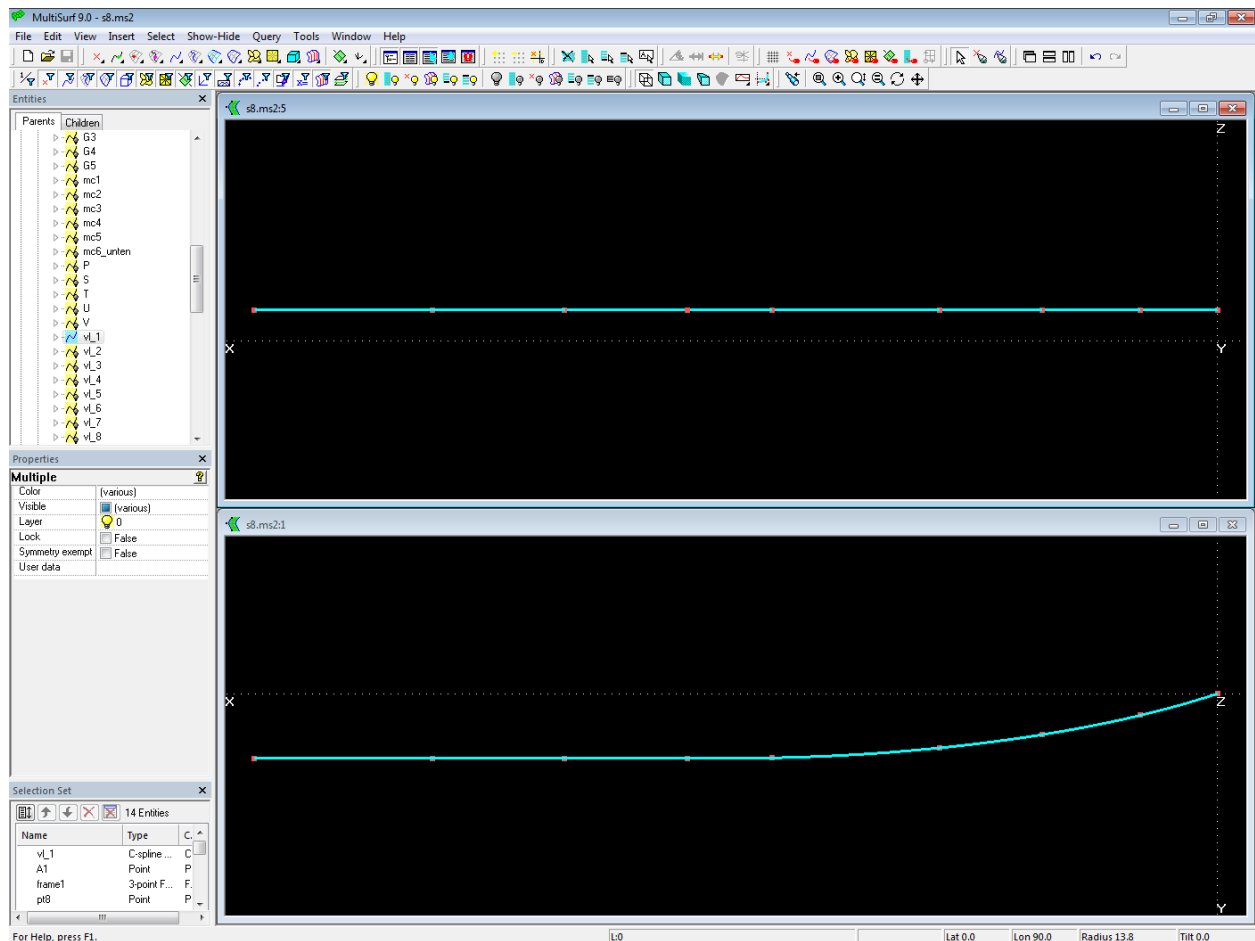 MultiSurf 9.0 - s8.ms2
File Edit View Insert Select Show-Hide Query Tools Window Help
Entities
Parents Children
G3
G4
G5
mc1
mc2
mc3
mc4
mc5
mc6_unten
P
S
T
U
V
vl_1
vl_2
vl_3
vl_4
vl_5
vl_6
vl_7
vl_8
Properties
Multiple
Color (various)
Visible (various)
Layer 0
Lock False
Symmetry exempt False
User data
Selection Set
14 Entities
Name Type C.
vl_1 C-spline ... C
A1 Point P
frame1 3-point F... F.
pt8 Point P
s8.ms2:5
Z
X Y
s8.ms2:1
X Z
Y
For Help, press F1. L:0 Lat 0.0 Lon 90.0 Radius 13.8 Tilt 0.0